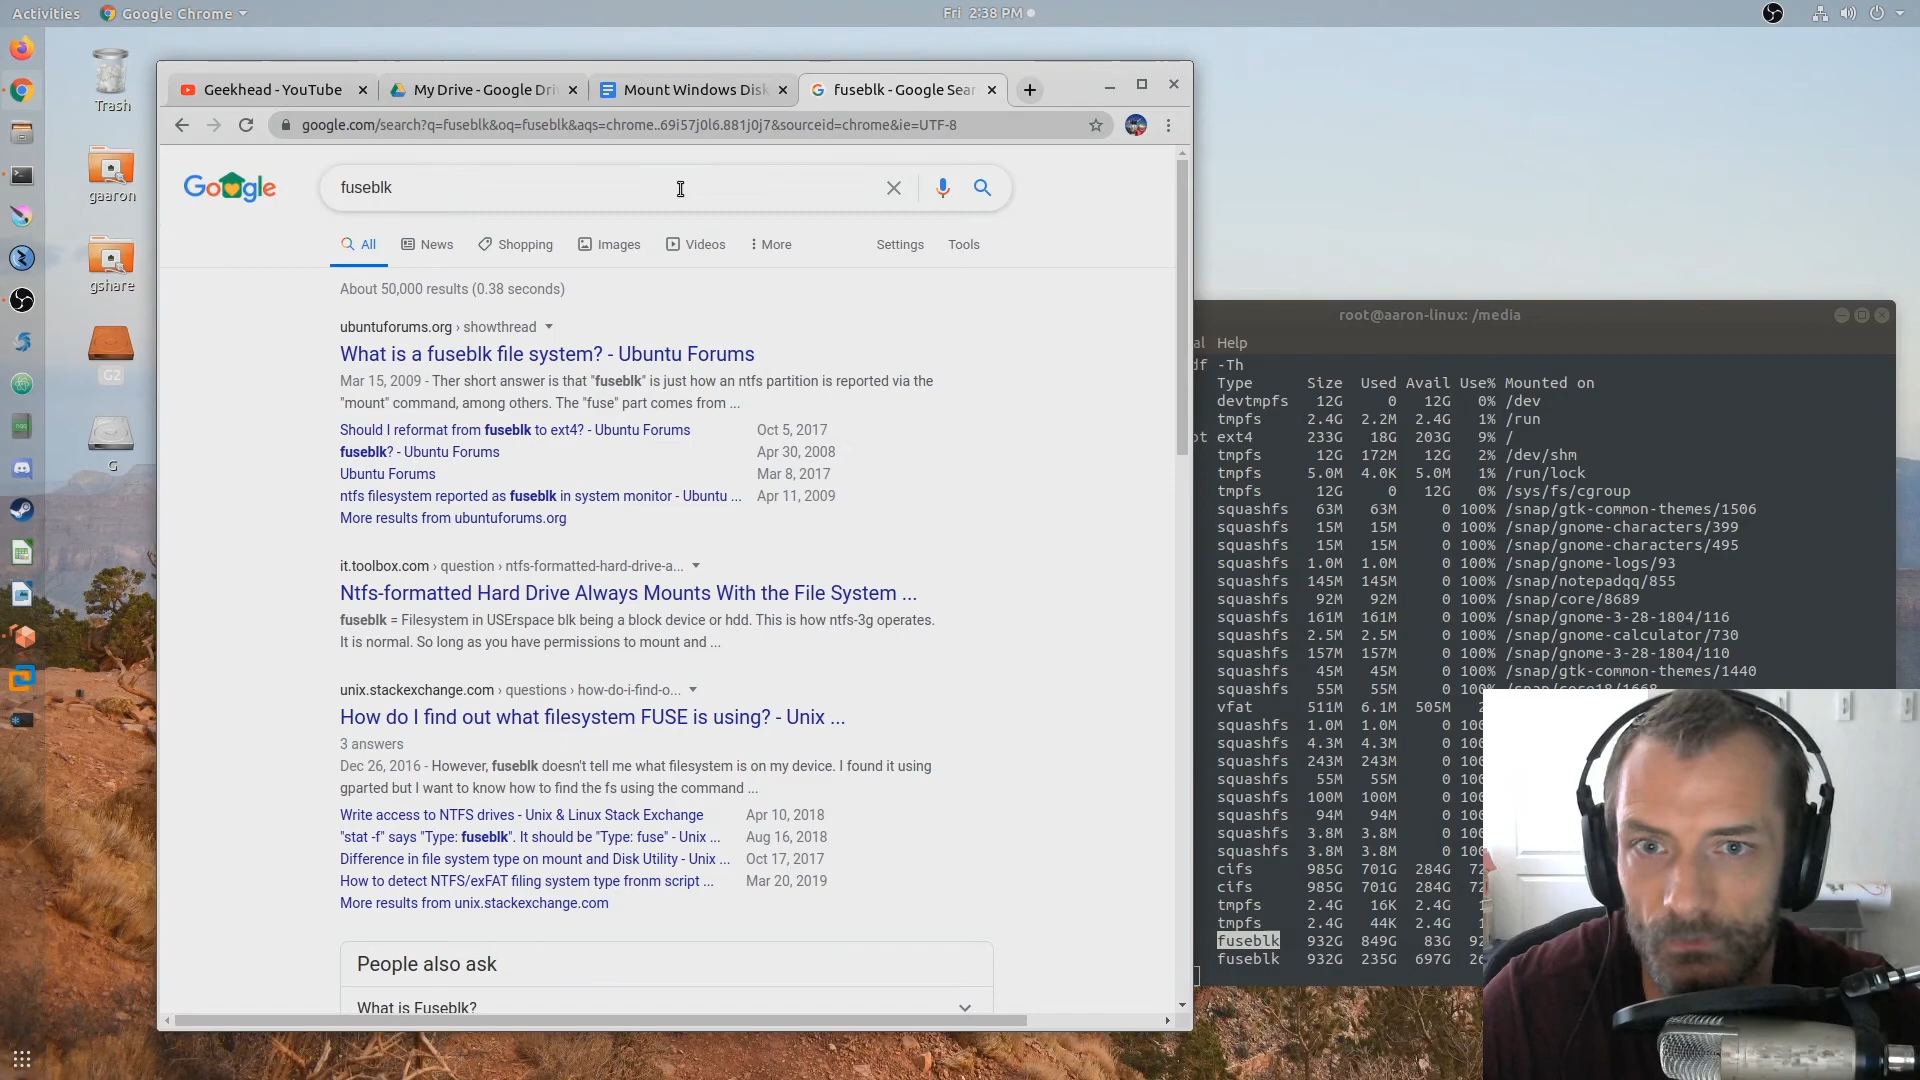 Activities
Google Chrome
Fri 2:38 PM
Trash
gaaron
gshare
G2
G
Geekhead - YouTube
My Drive - Google Dri
Mount Windows Disk
fuseblk - Google Sear
google.com/search?q=fuseblk&oq=fuseblk&aqs=chrome..69i57j0l6.881j0j7&sourceid=chrome&ie=UTF-8
Google
fuseblk
All
News
Shopping
Images
Videos
More
Settings
Tools
About 50,000 results (0.38 seconds)
ubuntuforums.org › showthread
What is a fuseblk file system? - Ubuntu Forums
Mar 15, 2009 - Ther short answer is that "fuseblk" is just how an ntfs partition is reported via the
"mount" command, among others. The "fuse" part comes from ...
Should I reformat from fuseblk to ext4? - Ubuntu Forums Oct 5, 2017
fuseblk? - Ubuntu Forums Apr 30, 2008
Ubuntu Forums Mar 8, 2017
ntfs filesystem reported as fuseblk in system monitor - Ubuntu ... Apr 11, 2009
More results from ubuntuforums.org
it.toolbox.com › question › ntfs-formatted-hard-drive-a...
Ntfs-formatted Hard Drive Always Mounts With the File System ...
fuseblk = Filesystem in USErspace blk being a block device or hdd. This is how ntfs-3g operates.
It is normal. So long as you have permissions to mount and ...
unix.stackexchange.com › questions › how-do-i-find-o...
How do I find out what filesystem FUSE is using? - Unix ...
3 answers
Dec 26, 2016 - However, fuseblk doesn't tell me what filesystem is on my device. I found it using
gparted but I want to know how to find the fs using the command ...
Write access to NTFS drives - Unix & Linux Stack Exchange Apr 10, 2018
"stat -f" says "Type: fuseblk". It should be "Type: fuse" - Unix ... Aug 16, 2018
Difference in file system type on mount and Disk Utility - Unix ... Oct 17, 2017
How to detect NTFS/exFAT filing system type fronm script ... Mar 20, 2019
More results from unix.stackexchange.com
People also ask
What is Fuseblk?
root@aaron-linux: /media
al Help
df -Th
Type Size Used Avail Use% Mounted on
devtmpfs 12G 0 12G 0% /dev
tmpfs 2.4G 2.2M 2.4G 1% /run
ot ext4 233G 18G 203G 9% /
tmpfs 12G 172M 12G 2% /dev/shm
tmpfs 5.0M 4.0K 5.0M 1% /run/lock
tmpfs 12G 0 12G 0% /sys/fs/cgroup
squashfs 63M 63M 0 100% /snap/gtk-common-themes/1506
squashfs 15M 15M 0 100% /snap/gnome-characters/399
squashfs 15M 15M 0 100% /snap/gnome-characters/495
squashfs 1.0M 1.0M 0 100% /snap/gnome-logs/93
squashfs 145M 145M 0 100% /snap/notepadqq/855
squashfs 92M 92M 0 100% /snap/core/8689
squashfs 161M 161M 0 100% /snap/gnome-3-28-1804/116
squashfs 2.5M 2.5M 0 100% /snap/gnome-calculator/730
squashfs 157M 157M 0 100% /snap/gnome-3-28-1804/110
squashfs 45M 45M 0 100% /snap/gtk-common-themes/1440
squashfs 55M 55M 0 100% /snap/core18/1668
vfat 511M 6.1M 505M 2
squashfs 1.0M 1.0M 0 100
squashfs 4.3M 4.3M 0 100
squashfs 243M 243M 0 100
squashfs 55M 55M 0 100
squashfs 100M 100M 0 100
squashfs 94M 94M 0 100
squashfs 3.8M 3.8M 0 100
squashfs 3.8M 3.8M 0 100
cifs 985G 701G 284G 72
cifs 985G 701G 284G 72
tmpfs 2.4G 16K 2.4G 1
tmpfs 2.4G 44K 2.4G 1
fuseblk 932G 849G 83G 92
fuseblk 932G 235G 697G 26